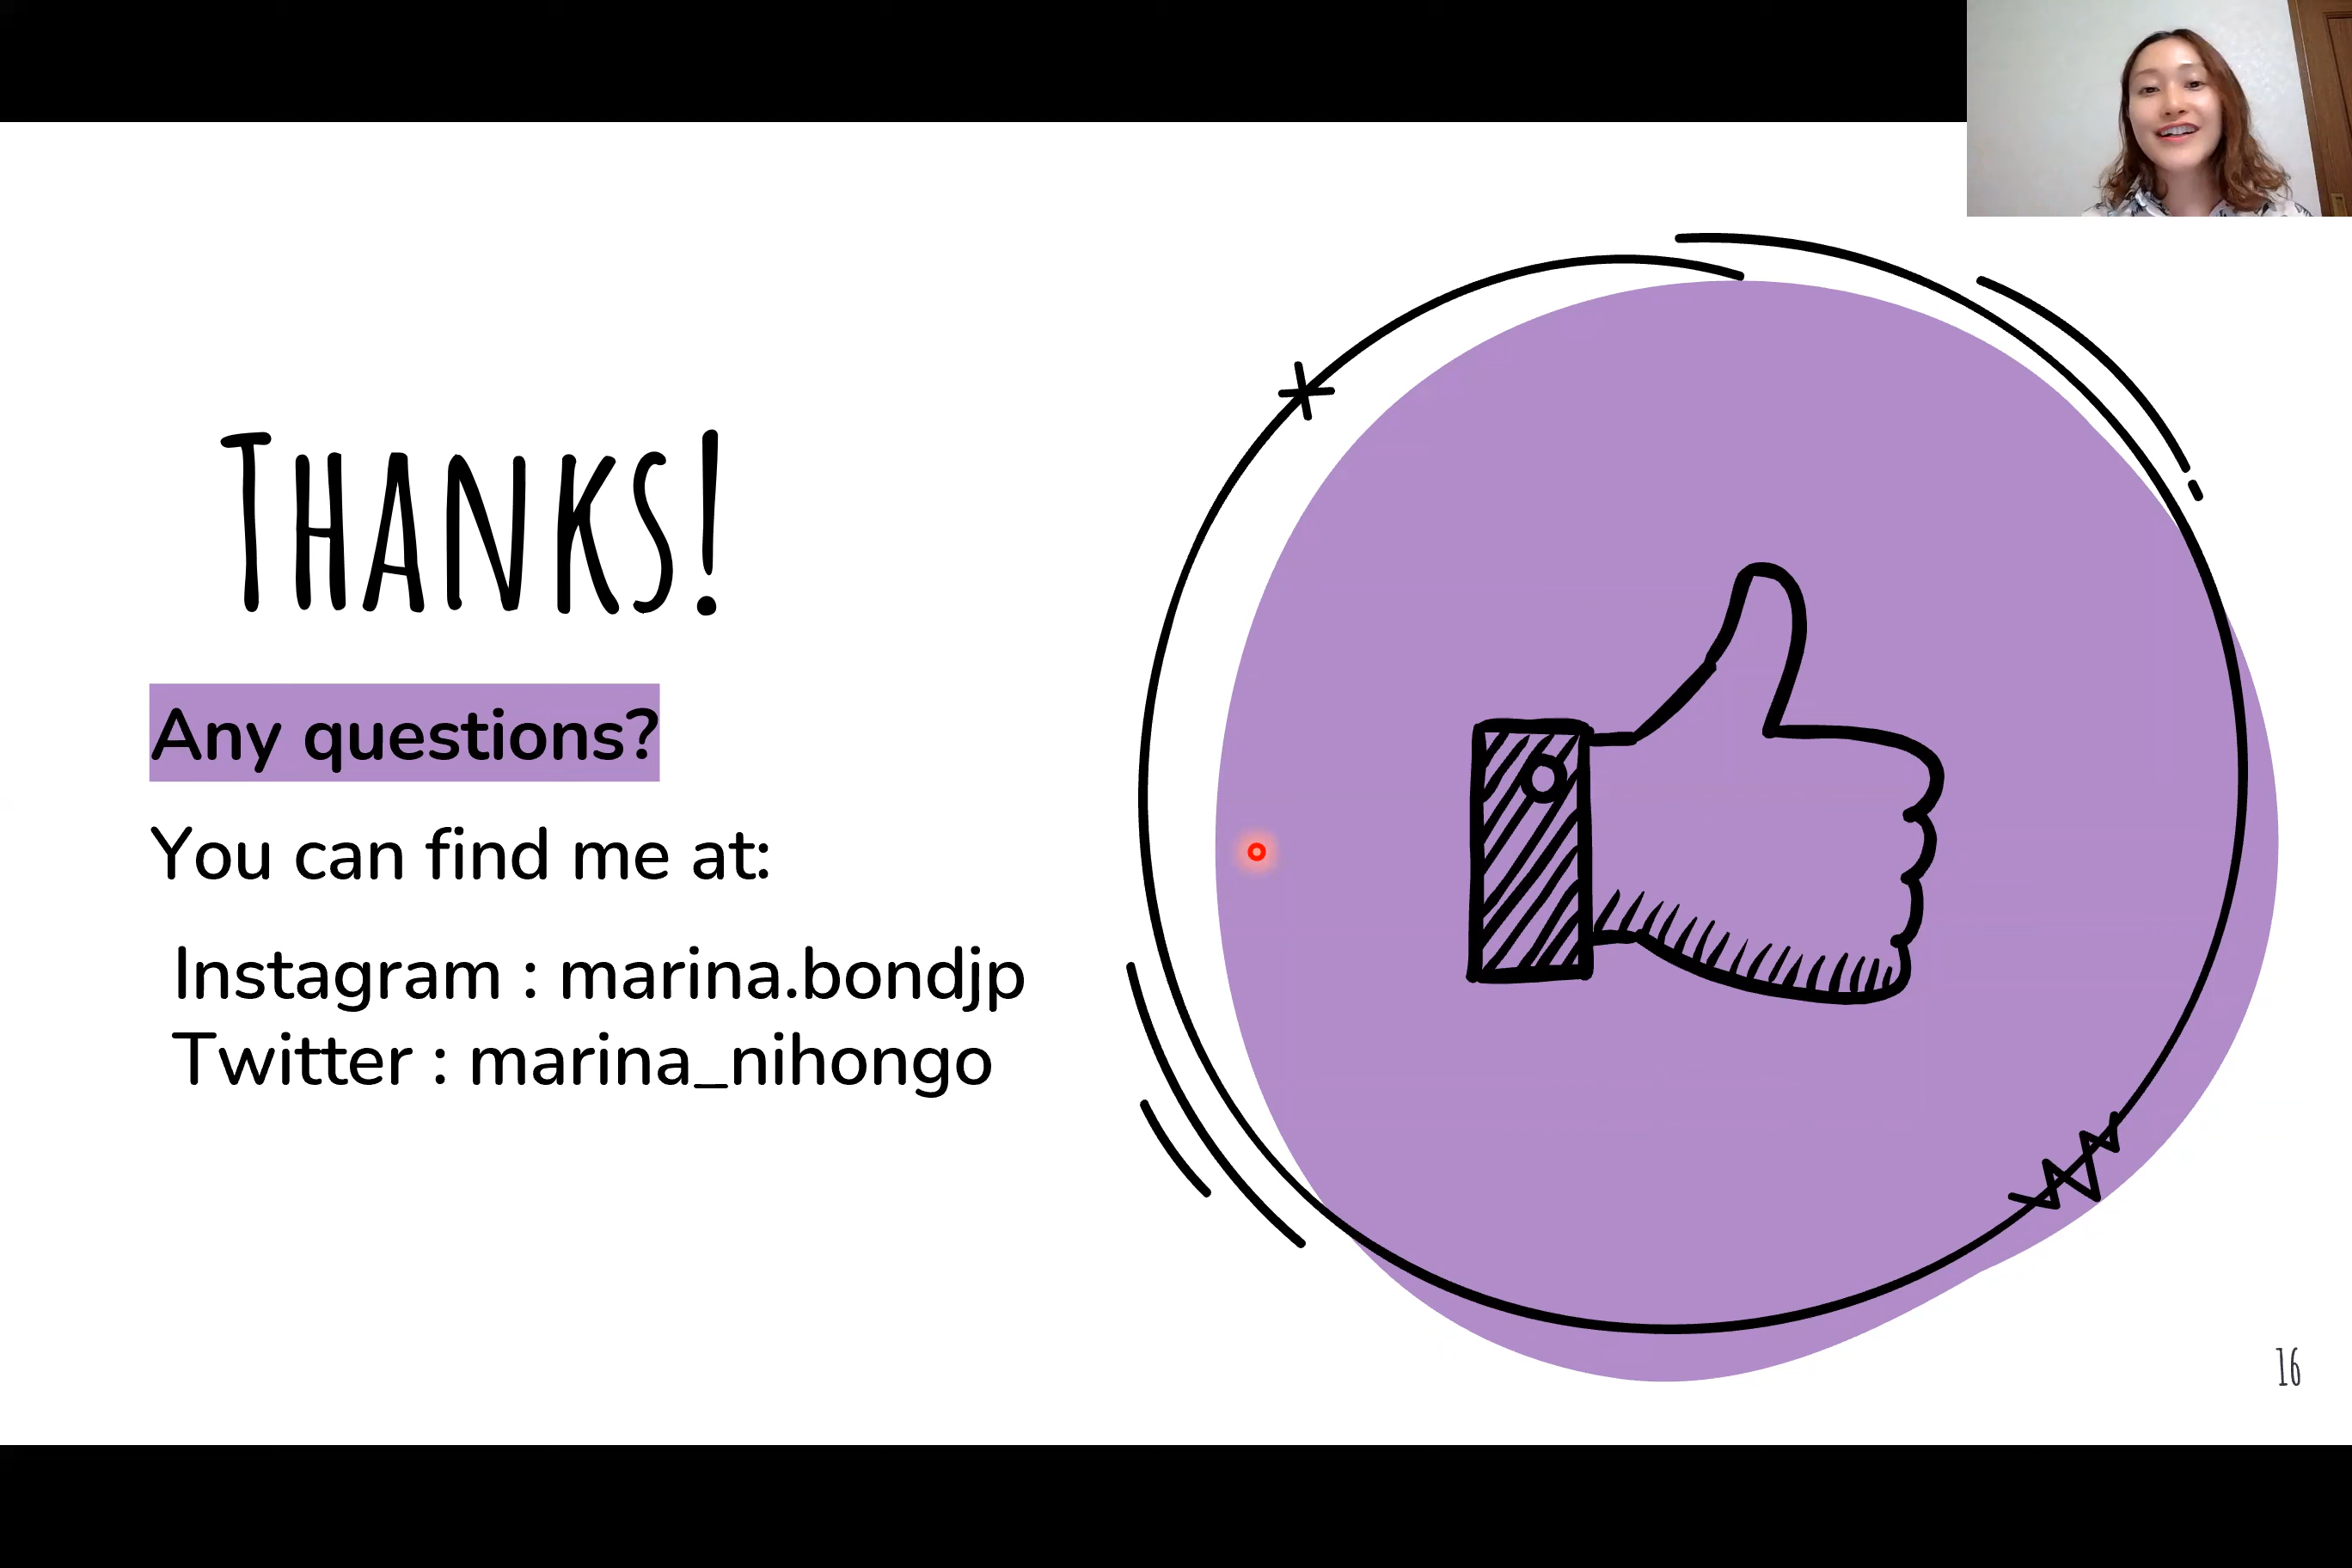 THANKS!
Any questions?
You can find me at:
Instagram : marina.bondjp
Twitter : marina_nihongo
16